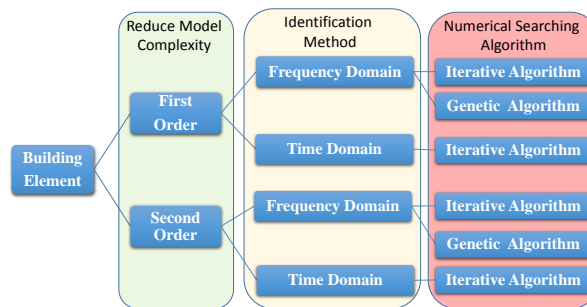 Reduce Model
Complexity
Identification
Method
Numerical Searching
Algorithm
Building
Element
First
Order
Second
Order
Frequency Domain
Time Domain
Frequency Domain
Time Domain
Iterative Algorithm
Genetic Algorithm
Iterative Algorithm
Iterative Algorithm
Genetic Algorithm
Iterative Algorithm